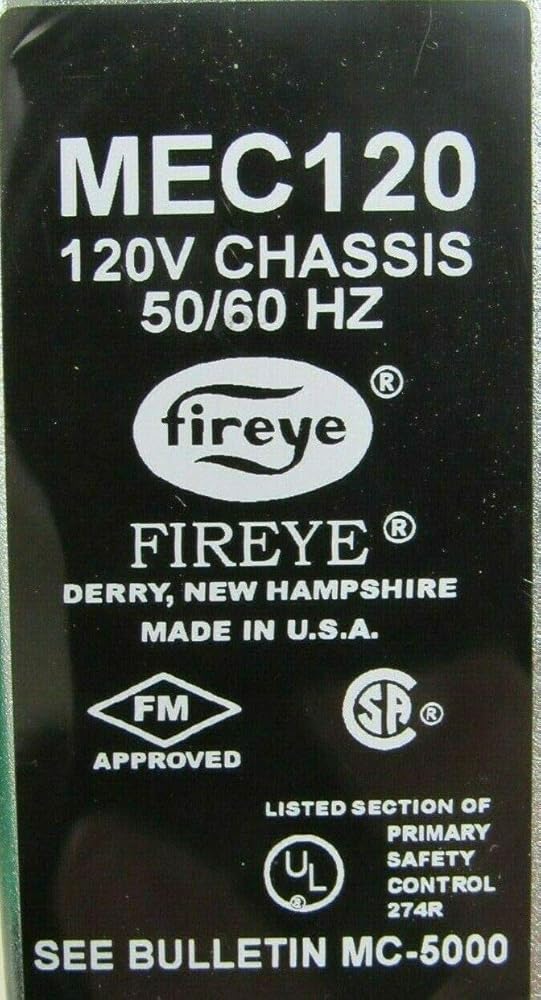 MEC120
120V CHASSIS
50/60 HZ
fireye ®
FIREYE ®
DERRY, NEW HAMPSHIRE
MADE IN U.S.A.
FM
APPROVED
SA ®
LISTED SECTION OF
PRIMARY
SAFETY
CONTROL
274R
UL ®
SEE BULLETIN MC-5000